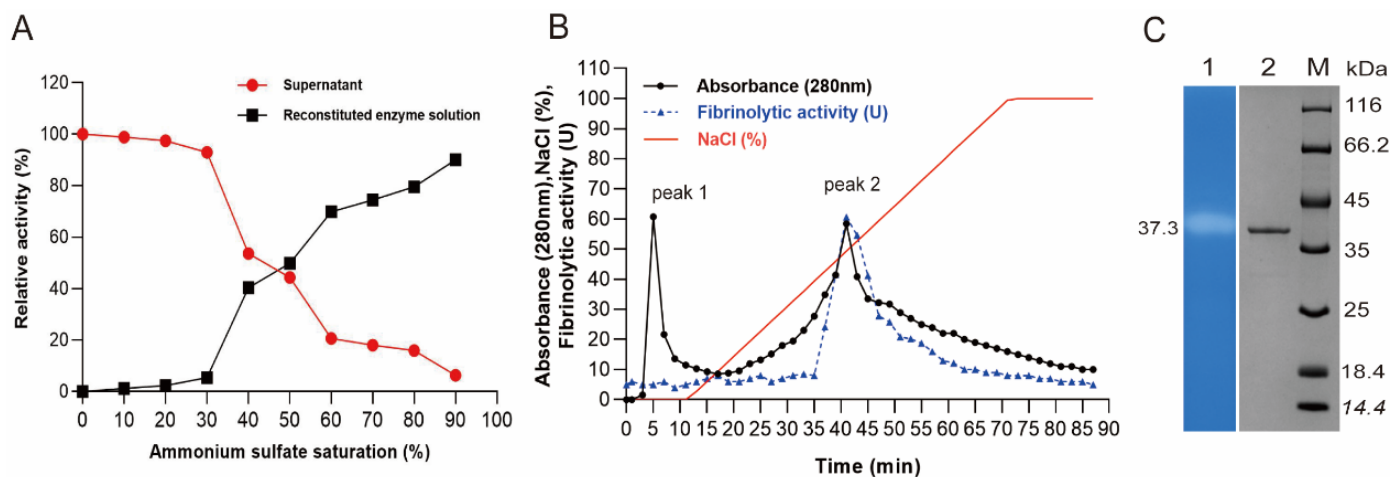 A
Relative activity (%)
120
100
80
60
40
20
0
Supernatant
Reconstituted enzyme solution
0 10 20 30 40 50 60 70 80 90 100
Ammonium sulfate saturation (%)
B
Absorbance (280nm),NaCl (%),
Fibrinolytic activity (U)
110
100
90
80
70
60
50
40
30
20
10
0
Absorbance (280nm)
Fibrinolytic activity (U)
NaCl (%)
peak 1
peak 2
0 5 10 15 20 25 30 35 40 45 50 55 60 65 70 75 80 85 90
Time (min)
C
1 2 M kDa
37.3
116
66.2
45
35
25
18.4
14.4